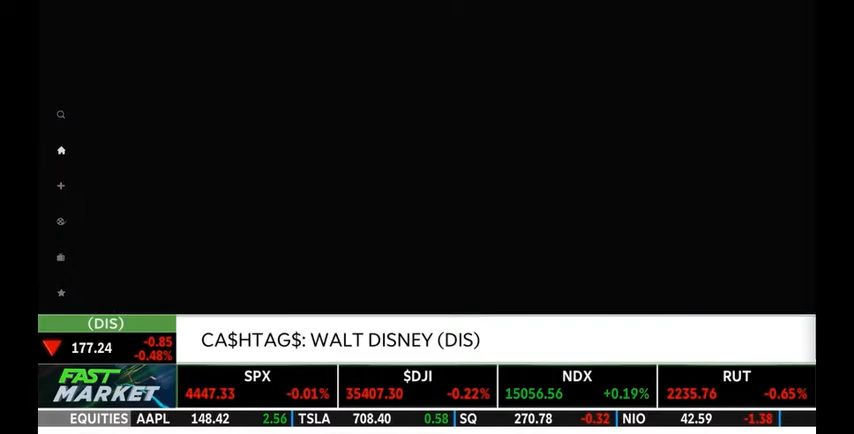 (DIS)
177.24
-0.85
-0.48%
CA$HTAG$: WALT DISNEY (DIS)
FAST
MARKET
SPX
4447.33 -0.01%
$DJI
35407.30 -0.22%
NDX
15056.56 +0.19%
RUT
2235.76 -0.65%
EQUITIES AAPL 148.42 2.56 TSLA 708.40 0.58 SQ 270.78 -0.32 NIO 42.59 -1.38